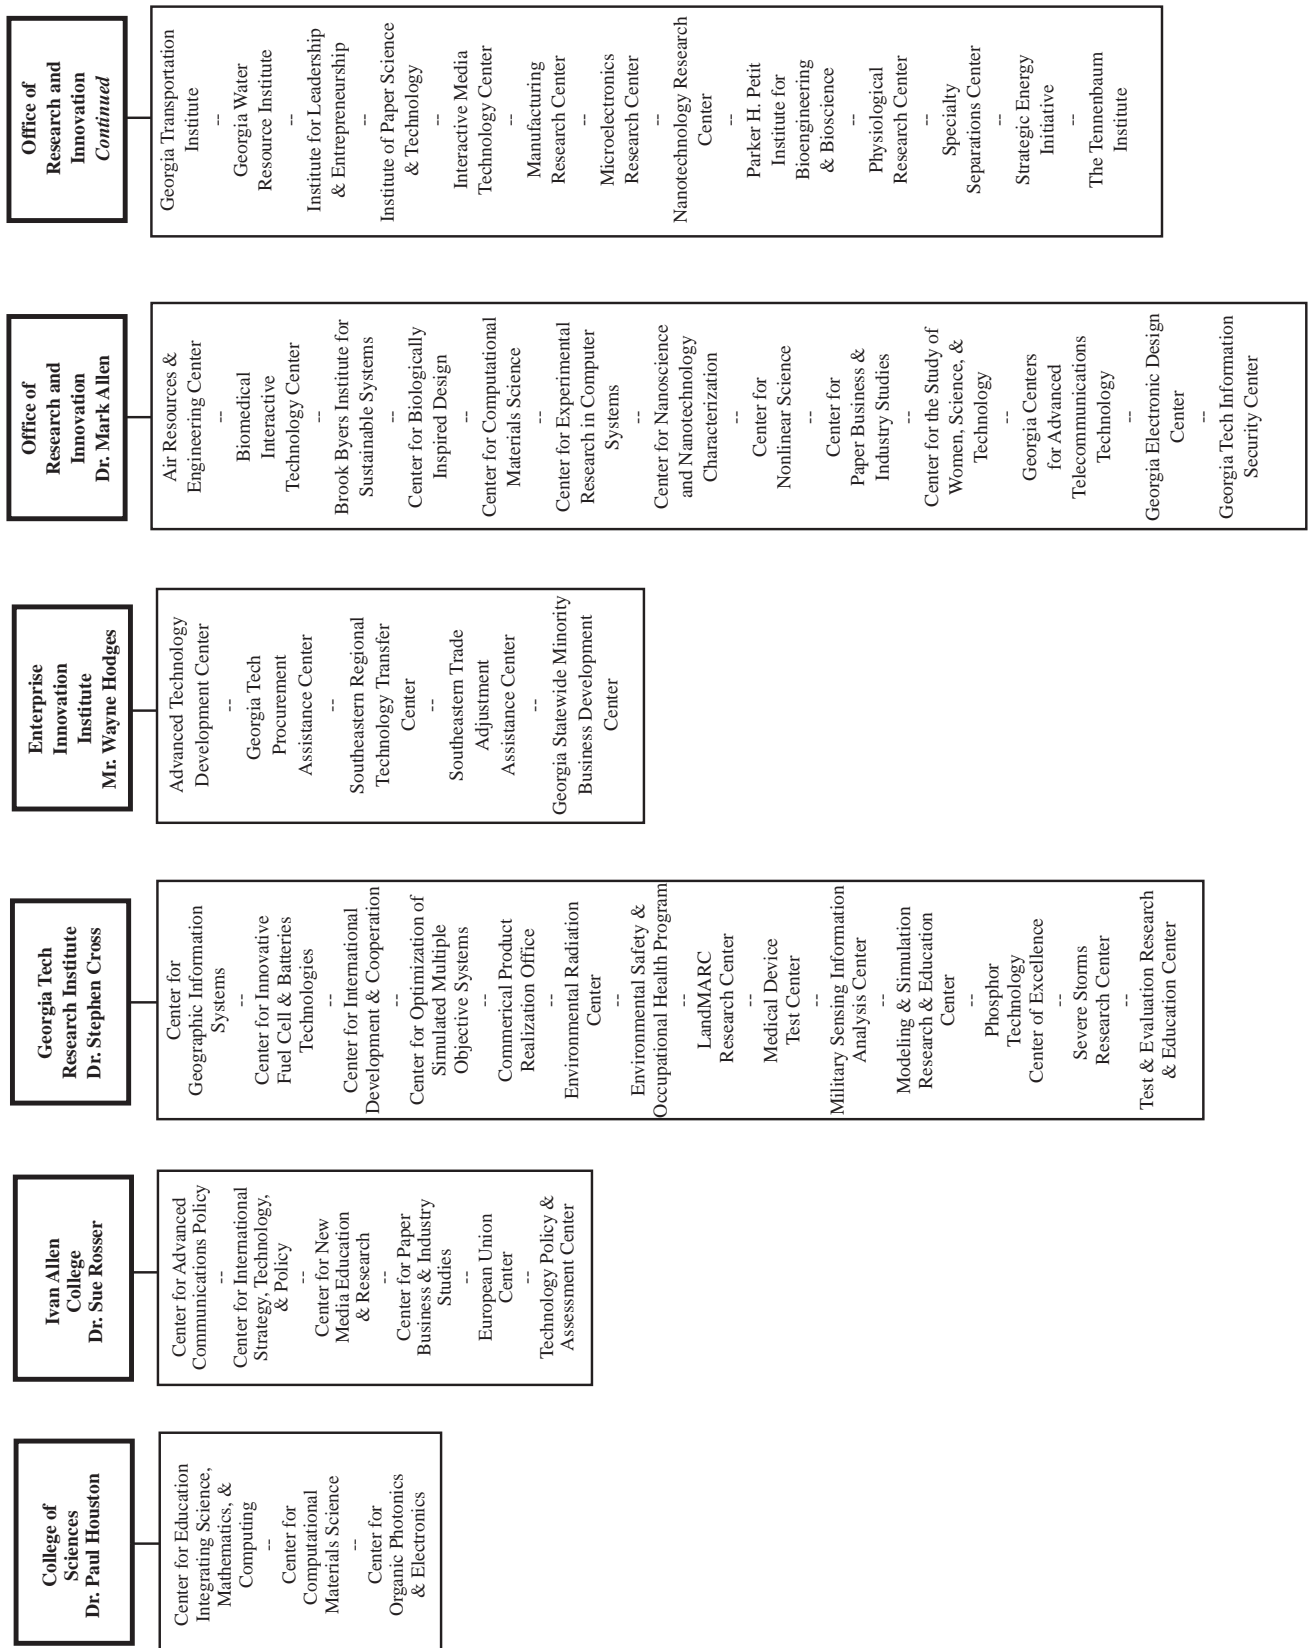 College of
Sciences
Dr. Paul Houston
Center for Education
Integrating Science,
Mathematics, &
Computing
--
Center for
Computational
Materials Science
--
Center for
Organic Photonics
& Electronics
Ivan Allen
College
Dr. Sue Rosser
Center for Advanced
Communications Policy
--
Center for International
Strategy, Technology,
& Policy
--
Center for New
Media Education
& Research
--
Center for Paper
Business & Industry
Studies
--
European Union
Center
--
Technology Policy &
Assessment Center
Georgia Tech
Research Institute
Dr. Stephen Cross
Center for
Geographic Information
Systems
--
Center for Innovative
Fuel Cell & Batteries
Technologies
--
Center for International
Development & Cooperation
--
Center for Optimization of
Simulated Multiple
Objective Systems
--
Commerical Product
Realization Office
--
Environmental Radiation
Center
--
Environmental Safety &
Occupational Health Program
--
LandMARC
Research Center
--
Medical Device
Test Center
--
Military Sensing Information
Analysis Center
--
Modeling & Simulation
Research & Education
Center
--
Phosphor
Technology
Center of Excellence
--
Severe Storms
Research Center
--
Test & Evaluation Research
& Education Center
Enterprise
Innovation
Institute
Mr. Wayne Hodges
Advanced Technology
Development Center
--
Georgia Tech
Procurement
Assistance Center
--
Southeastern Regional
Technology Transfer
Center
--
Southeastern Trade
Adjustment
Assistance Center
--
Georgia Statewide Minority
Business Development
Center
Office of
Research and
Innovation
Dr. Mark Allen
Air Resources &
Engineering Center
--
Biomedical
Interactive
Technology Center
--
Brook Byers Institute for
Sustainable Systems
--
Center for Biologically
Inspired Design
--
Center for Computational
Materials Science
--
Center for Experimental
Research in Computer
Systems
--
Center for Nanoscience
and Nanotechnology
Characterization
--
Center for
Nonlinear Science
--
Center for
Paper Business &
Industry Studies
--
Center for the Study of
Women, Science, &
Technology
--
Georgia Centers
for Advanced
Telecommunications
Technology
--
Georgia Electronic Design
Center
--
Georgia Tech Information
Security Center
Office of
Research and
Innovation
Continued
Georgia Transportation
Institute
--
Georgia Water
Resource Institute
--
Institute for Leadership
& Entrepreneurship
--
Institute of Paper Science
& Technology
--
Interactive Media
Technology Center
--
Manufacturing
Research Center
--
Microelectronics
Research Center
--
Nanotechnology Research
Center
--
Parker H. Petit
Institute for
Bioengineering
& Bioscience
--
Physiological
Research Center
--
Specialty
Separations Center
--
Strategic Energy
Initiative
--
The Tennenbaum
Institute